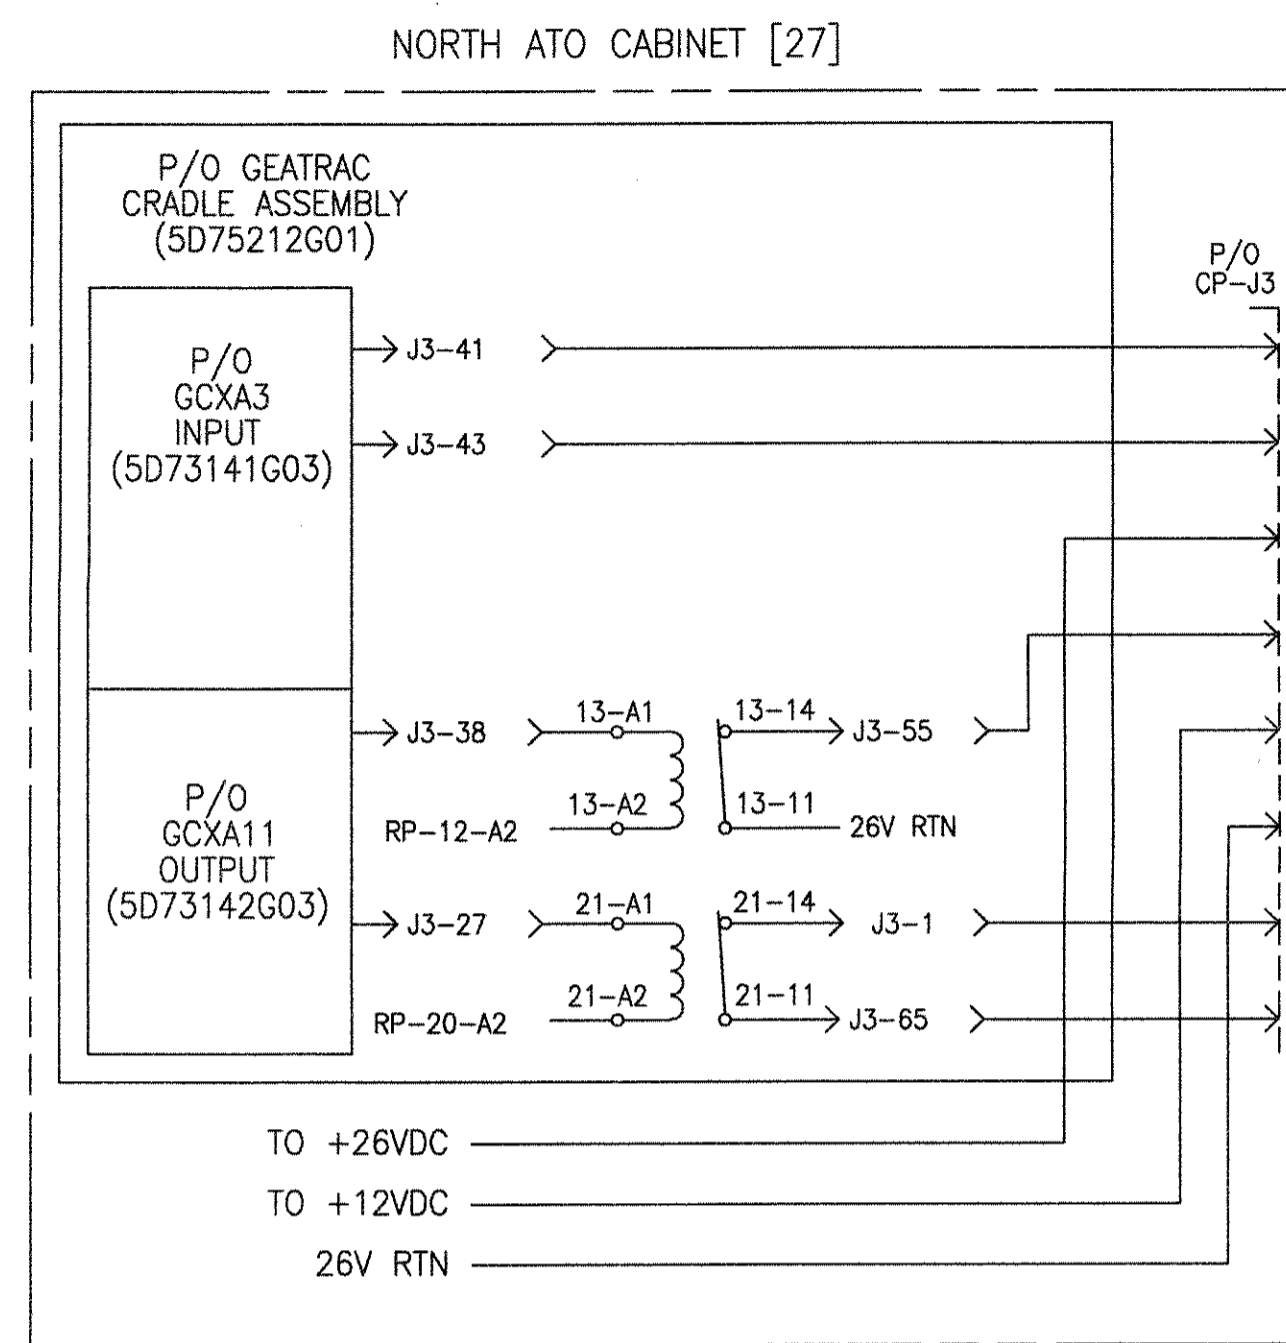 NORTH ATO CABINET [27]
P/O GEATRAC
CRADLE ASSEMBLY
(5D75212G01)
P/O
CP-J3
P/O
GCXA3
INPUT
(5D73141G03)
J3-41
J3-43
P/O
GCXA11
OUTPUT
(5D73142G03)
J3-38
13-A1
13-14
J3-55
RP-12-A2
13-A2
13-11
26V RTN
J3-27
21-A1
21-14
J3-1
RP-20-A2
21-A2
21-11
J3-65
TO +26VDC
TO +12VDC
26V RTN